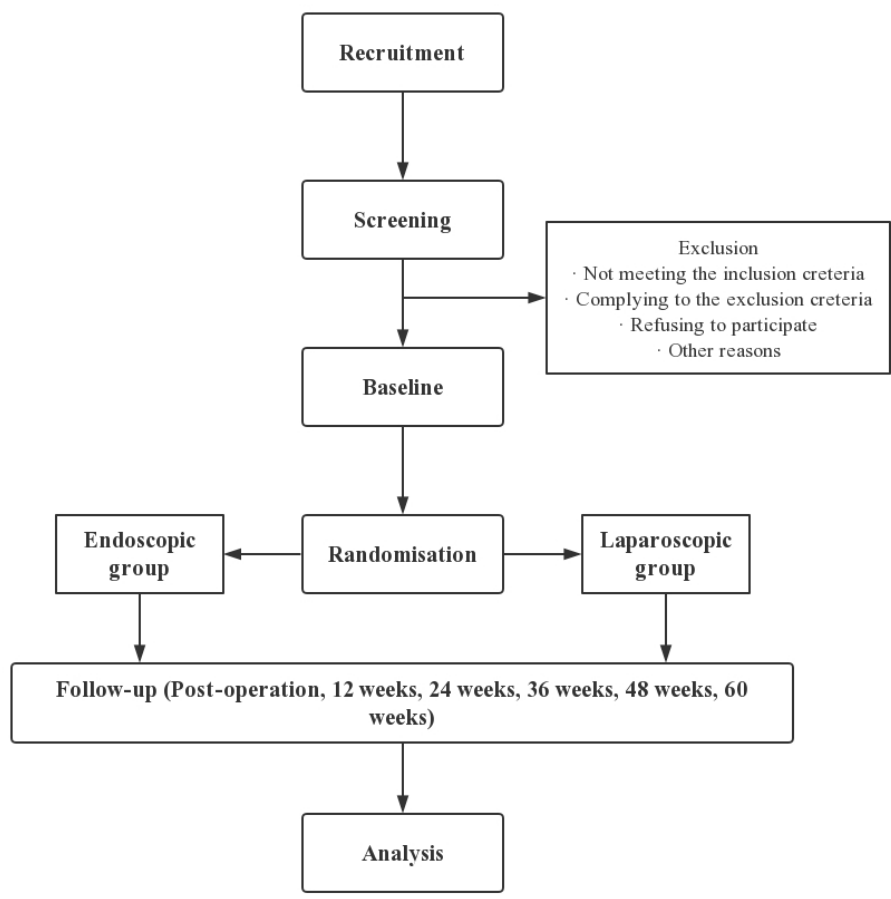 Recruitment
Screening
Exclusion
· Not meeting the inclusion creteria
· Complying to the exclusion creteria
· Refusing to participate
· Other reasons
Baseline
Endoscopic
group
Randomisation
Laparoscopic
group
Follow-up (Post-operation, 12 weeks, 24 weeks, 36 weeks, 48 weeks, 60
weeks)
Analysis